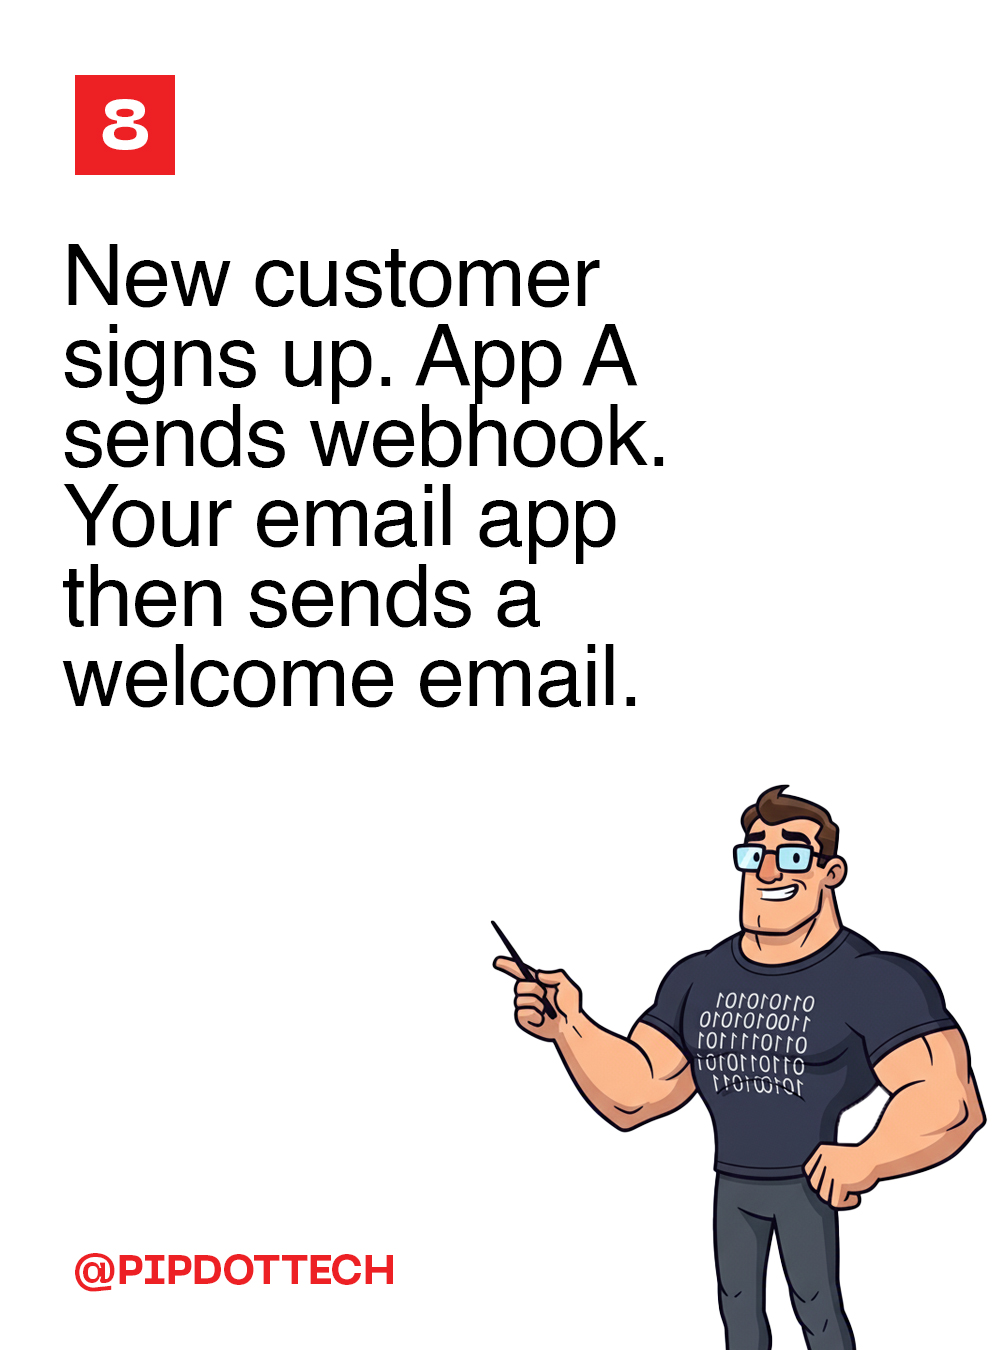 8
New customer
signs up. App A
sends webhook.
Your email app
then sends a
welcome email.
@PIPDOTTECH